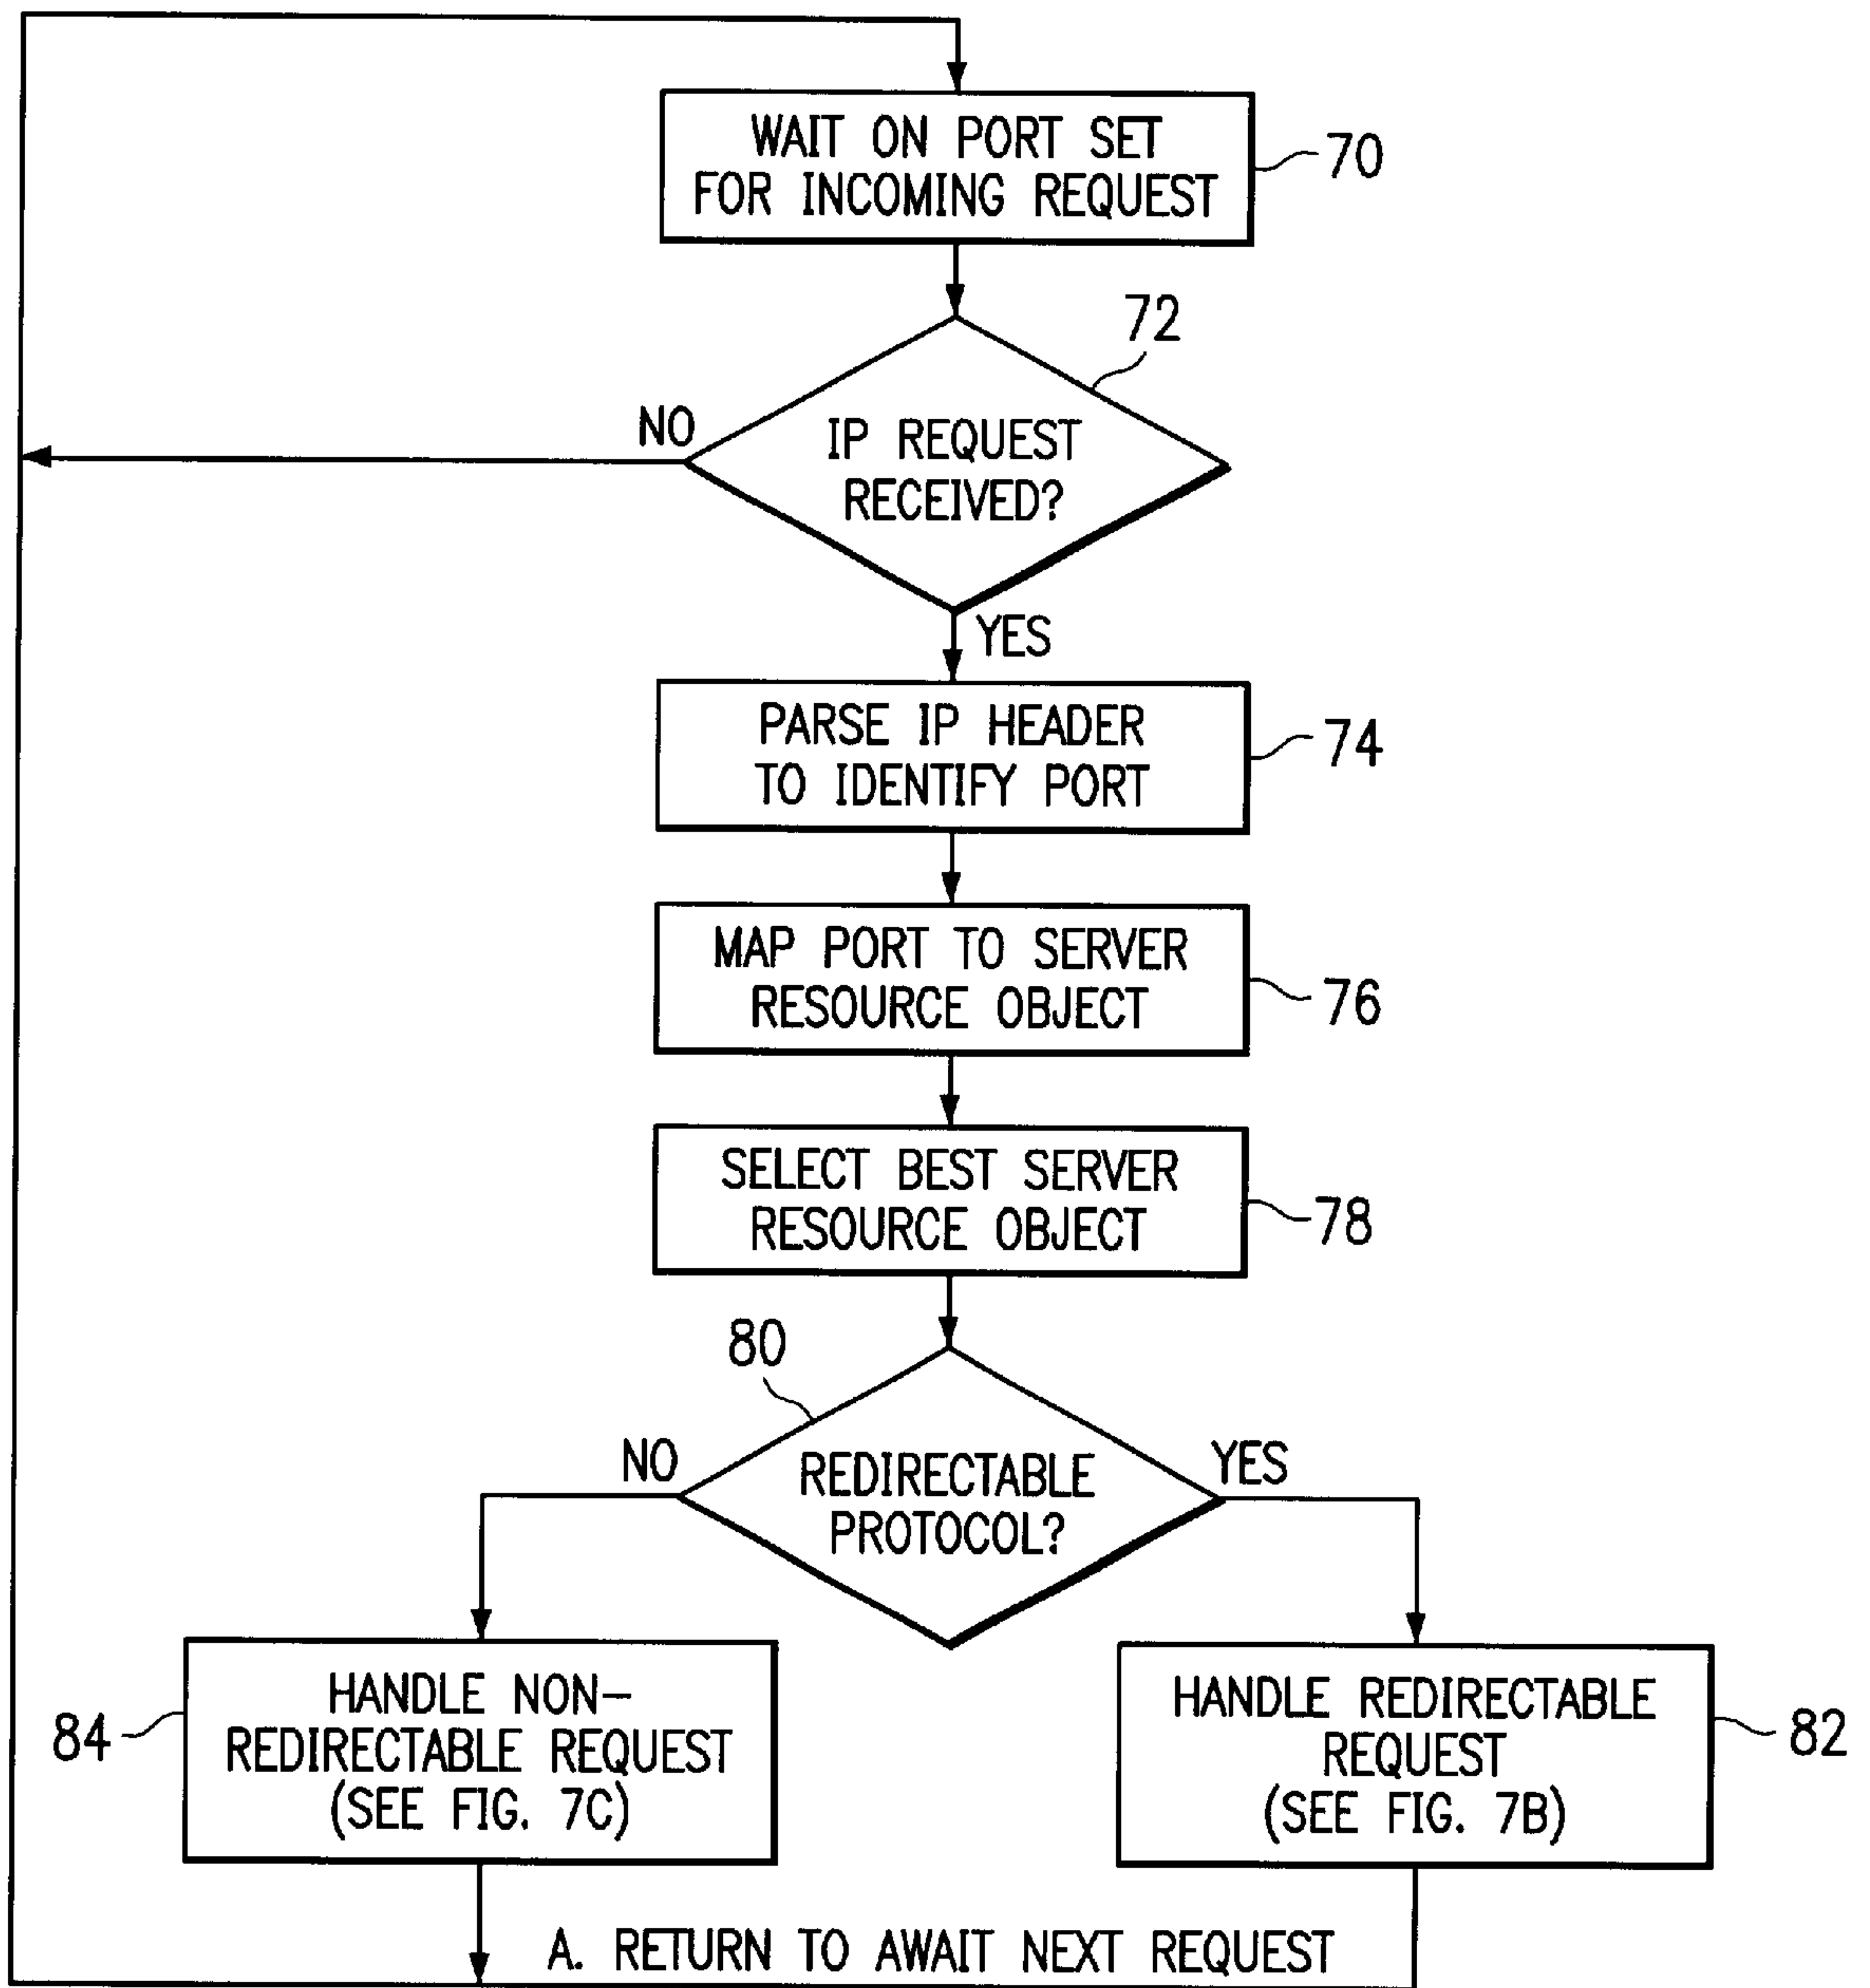 WAIT ON PORT SET
FOR INCOMING REQUEST
70
72
IP REQUEST
RECEIVED?
NO
YES
PARSE IP HEADER
TO IDENTIFY PORT
74
MAP PORT TO SERVER
RESOURCE OBJECT
76
SELECT BEST SERVER
RESOURCE OBJECT
78
80
REDIRECTABLE
PROTOCOL?
NO
YES
HANDLE NON-
REDIRECTABLE REQUEST
(SEE FIG. 7C)
84
HANDLE REDIRECTABLE
REQUEST
(SEE FIG. 7B)
82
A. RETURN TO AWAIT NEXT REQUEST